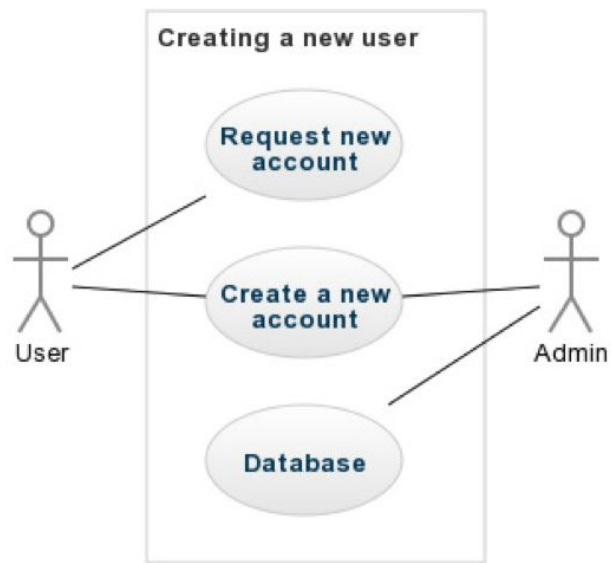 Creating a new user
Request new
account
Create a new
account
User
Admin
Database